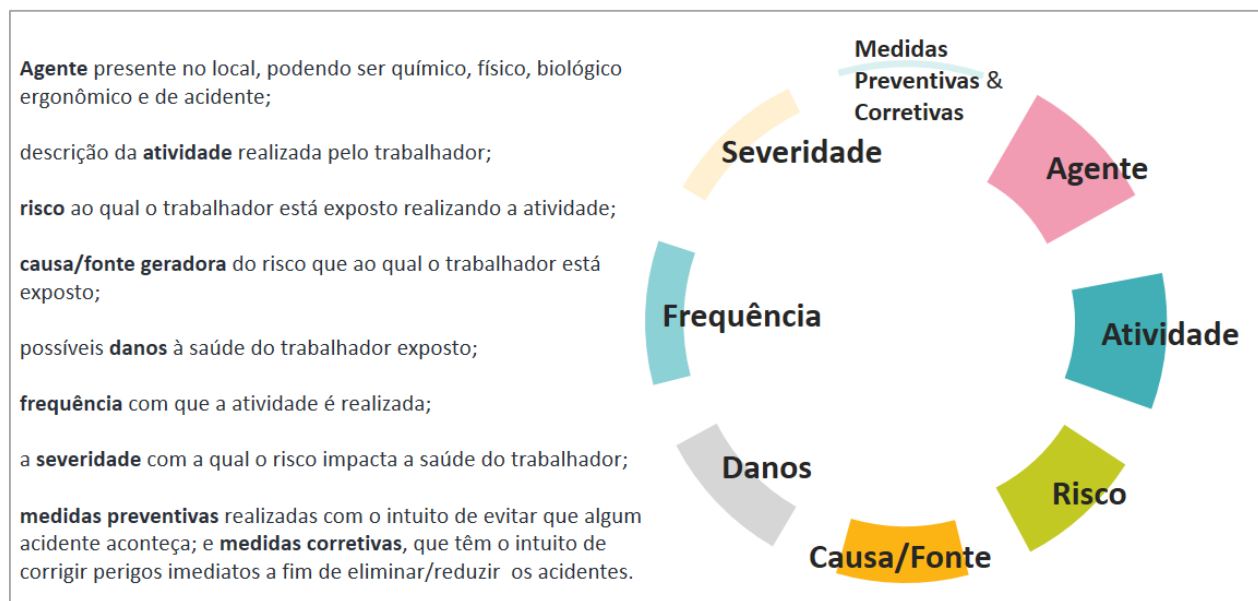 Agente presente no local, podendo ser químico, físico, biológico
ergonômico e de acidente;
descrição da atividade realizada pelo trabalhador;
risco ao qual o trabalhador está exposto realizando a atividade;
causa/fonte geradora do risco que ao qual o trabalhador está
exposto;
possíveis danos à saúde do trabalhador exposto;
frequência com que a atividade é realizada;
a severidade com a qual o risco impacta a saúde do trabalhador;
medidas preventivas realizadas com o intuito de evitar que algum
acidente aconteça; e medidas corretivas, que têm o intuito de
corrigir perigos imediatos a fim de eliminar/reduzir os acidentes.
Medidas
Preventivas &
Corretivas
Agente
Atividade
Risco
Causa/Fonte
Danos
Frequência
Severidade